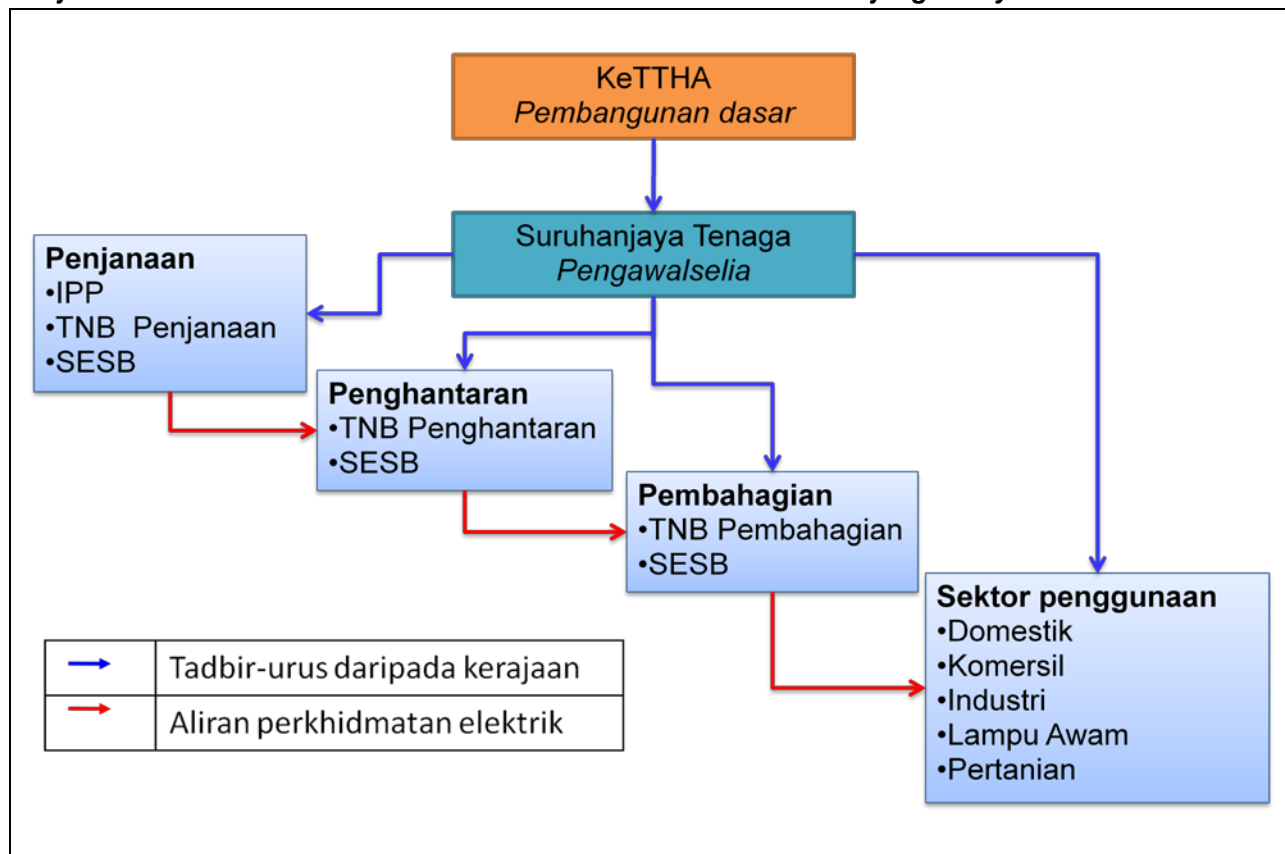 KeTTHA
Pembangunan dasar
Suruhanjaya Tenaga
Pengawalselia
Penjanaan
•IPP
•TNB Penjanaan
•SESB
Penghantaran
•TNB Penghantaran
•SESB
Pembahagian
•TNB Pembahagian
•SESB
Sektor penggunaan
•Domestik
•Komersil
•Industri
•Lampu Awam
•Pertanian
Tadbir-urus daripada kerajaan
Aliran perkhidmatan elektrik